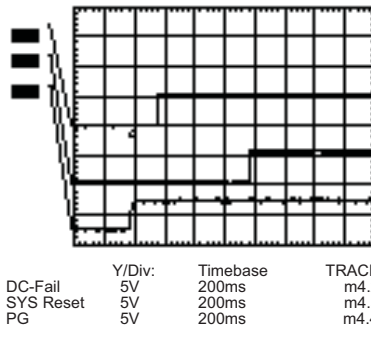 Y/Div: Timebase
DC-Fail 5V 200ms
SYS Reset 5V 200ms
PG 5V 200ms